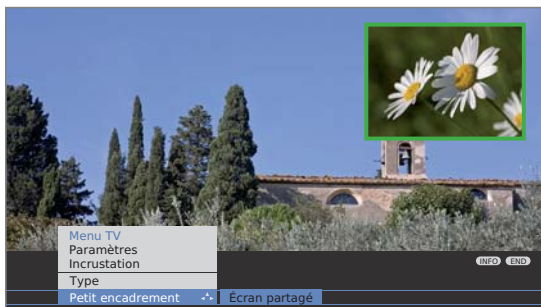 INFO END
Menu TV
Paramètres
Incrustation
Type
Petit encadrement Écran partagé